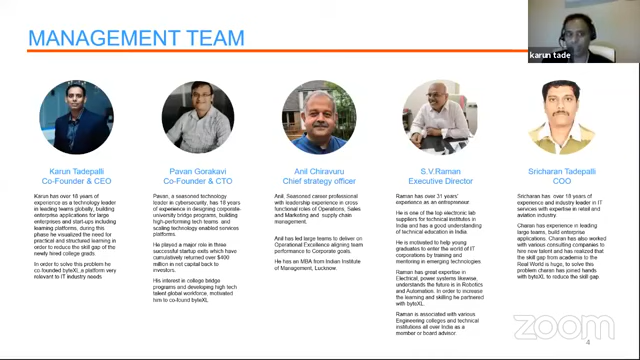 MANAGEMENT TEAM
karun tade
Karun Tadepalli
Co-Founder & CEO
Karun has over 18 years of
experience as a technology leader
in leading teams globally, building
enterprise applications for large
enterprises and start-ups including
learning platforms, during this
phase he visualized the need for
practical and structured learning in
order to reduce the skill gap of the
newly hired college grads.
In order to solve this problem he
co founded byteXL, a platform very
relevant to IT industry needs
Pavan Gorakavi
Co-Founder & CTO
Pavan, a seasoned technology
leader in cybersecurity, has 18 years
of experience in designing corporate-
university bridge programs, building
high-performing tech teams, and
scaling technology enabled services
platforms.
He played a major role in three
successful startup exits which have
cumulatively returned over $400
million in net capital back to
investors.
His interest in college bridge
programs and developing high tech
talent global workforce, motivated
him to co-found byteXL
Anil Chiravuru
Chief strategy officer
Anil, Seasoned career professional
with leadership experience in cross
functional roles of Operations, Sales
and Marketing and supply chain
management.
Anil has led large teams to deliver on
Operational Excellence aligning team
performance to Corporate goals.
He has an MBA from Indian Institute
of Management, Lucknow.
S.V.Raman
Executive Director
Raman has over 31 years'
experience as an entrepreneur.
He is one of the top electronic lab
suppliers for technical institutes in
India and has a good understanding
of technical education in India.
He is motivated to help young
graduates to enter the world of IT
corporations by training and
mentoring in emerging technologies
Raman has great expertise in
Electrical, power systems likewise,
understands the future is in Robotics
and Automation. In order to increase
the learning and skilling he partnered
with byteXL
Raman is associated with various
Engineering colleges and technical
institutions all over India as a
member or board advisor.
Sricharan Tadepalli
COO
Sricharan has over 18 years of
experience and industry leader in IT
services with expertise in retail and
aviation industry.
Charan has experience in leading
large teams, build enterprise
applications. Charan has also worked
with various consulting companies to
hire new talent and has realized that
the skill gap from academia to the
Real World is huge, to solve this
problem charan has joined hands
with byteXL to reduce the skill gap
zoom
4